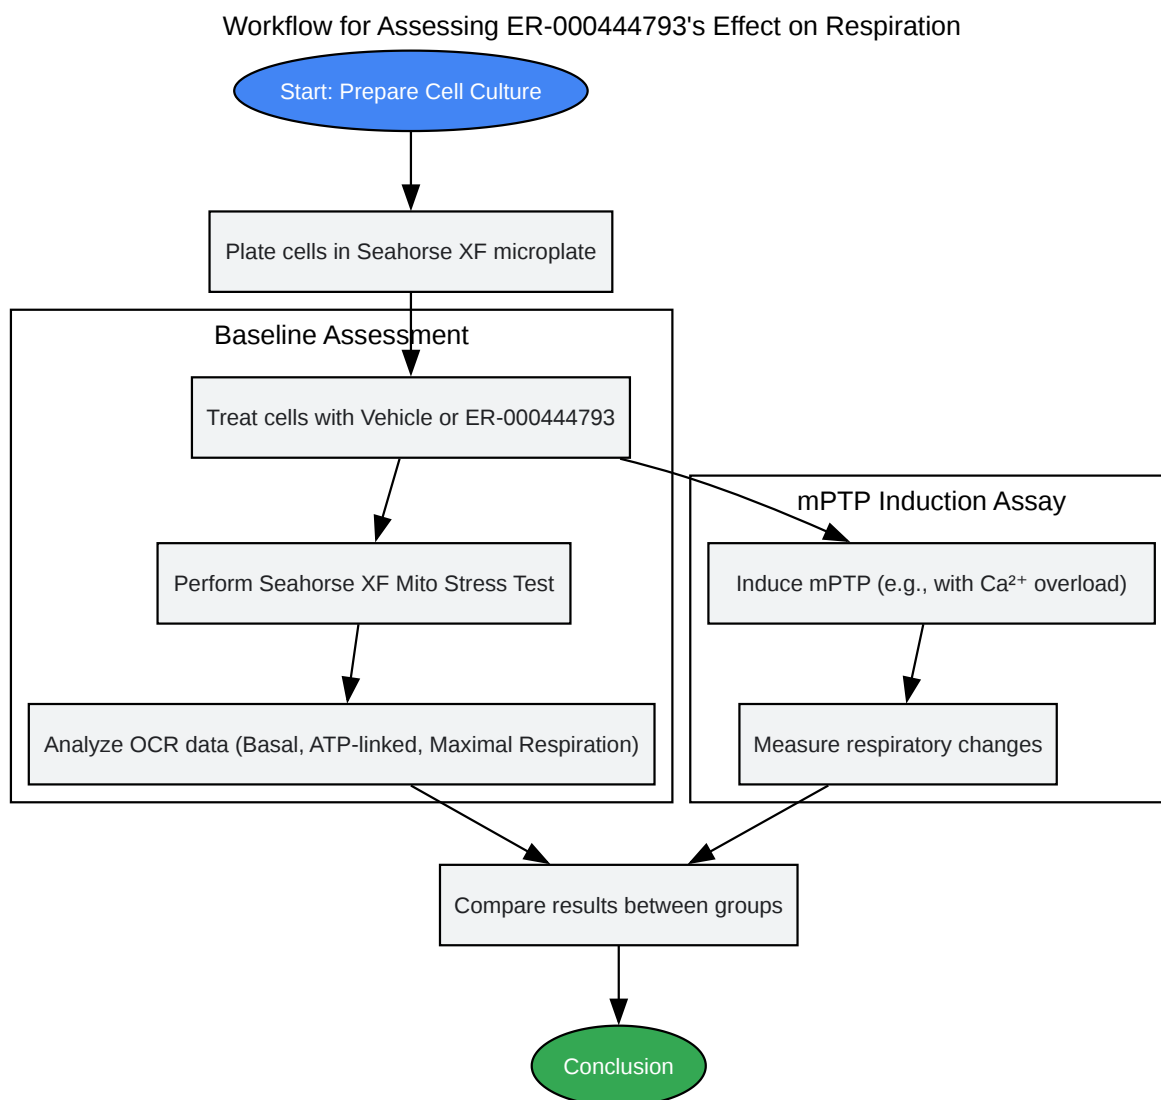 Workflow for Assessing ER-000444793's Effect on Respiration
Start: Prepare Cell Culture
Plate cells in Seahorse XF microplate
Baseline Assessment
Treat cells with Vehicle or ER-000444793
Perform Seahorse XF Mito Stress Test
Analyze OCR data (Basal, ATP-linked, Maximal Respiration)
mPTP Induction Assay
Induce mPTP (e.g., with Ca²⁺ overload)
Measure respiratory changes
Compare results between groups
Conclusion